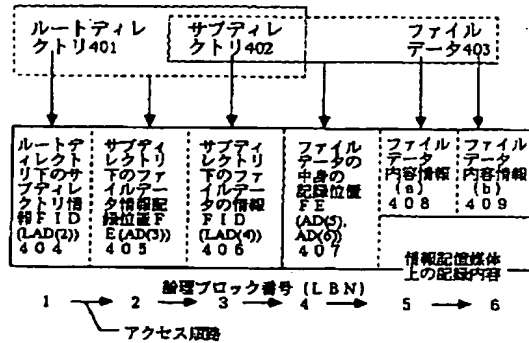 ルートディレ
クトリ401
サブディレ
クトリ402
ファイル
データ403
ルートデ
ィレクト
リ下のサ
ブディレ
クトリ情
報FID
(LAD(2))
404
サブディ
レクトリ
下のファ
イルデー
タ情報記
録位置F
E(AD(3))
405
サブディ
レクトリ
下のファ
イルデー
タの情報
FID
(LAD(4))
406
ファイル
データの
中身の
記録位置
FE
(AD(5),
AD(6))
407
ファイル
データ
内容情報
(a)
408
ファイル
データ
内容情報
(b)
409
情報記憶媒体
上の記録内容
論理ブロック番号(LBN)
1 2 3 4 5 6
アクセス順路